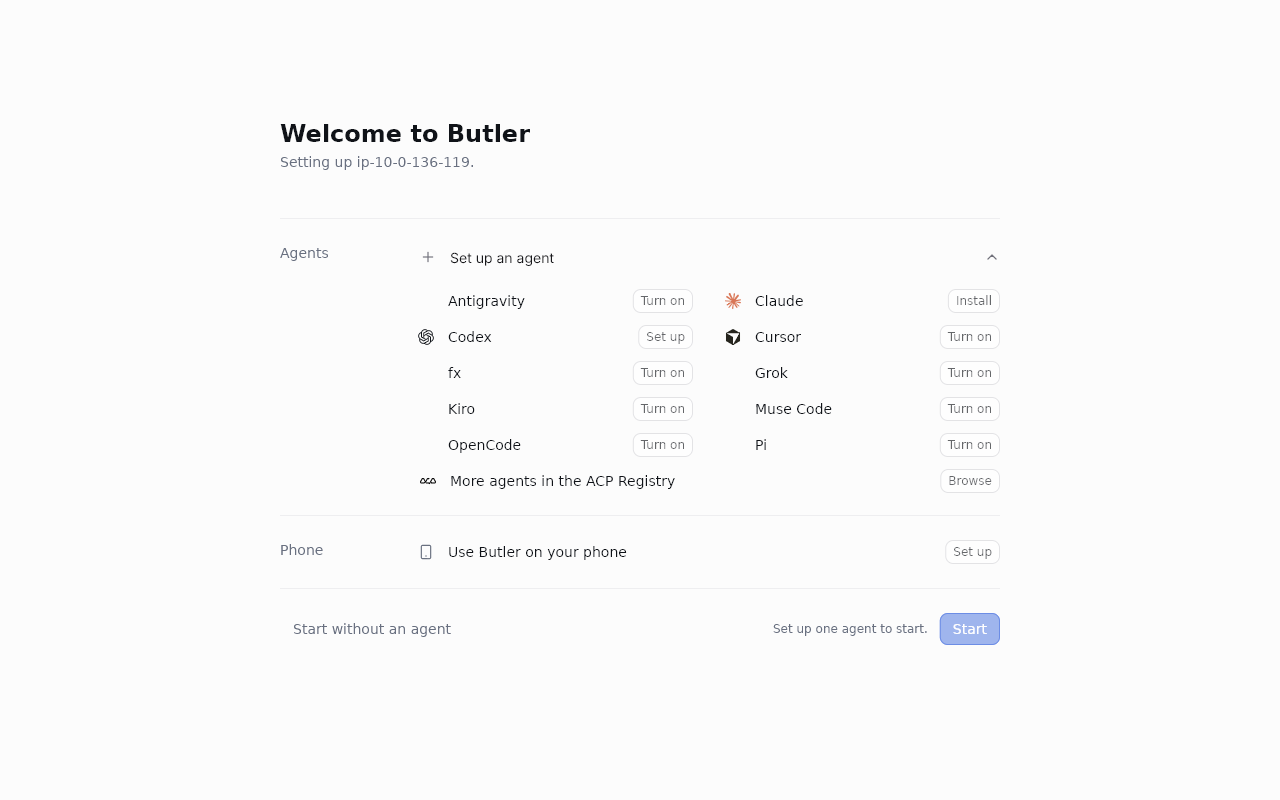 Welcome to Butler
Setting up ip-10-0-136-119.
Agents
Set up an agent
Antigravity Turn on
Claude Install
Codex Set up
Cursor Turn on
fx Turn on
Grok Turn on
Kiro Turn on
Muse Code Turn on
OpenCode Turn on
Pi Turn on
More agents in the ACP Registry Browse
Phone
Use Butler on your phone Set up
Start without an agent
Set up one agent to start. Start